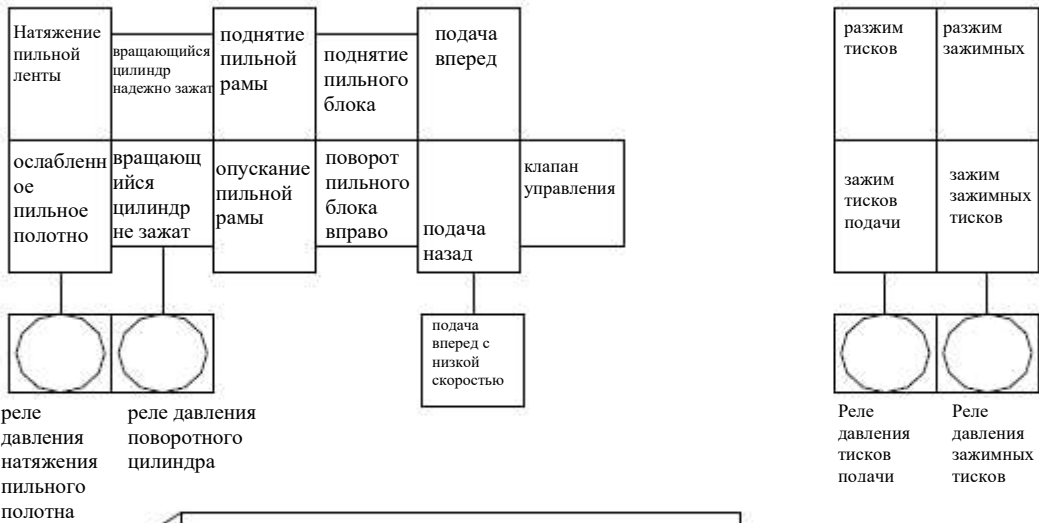 Натяжение
пильной
ленты
вращающийся
цилиндр
надежно зажат
поднятие
пильной
рамы
поднятие
пильного
блока
подача
вперед
разжим
тисков
разжим
зажимных
ослабленн
ое
пильное
полотно
вращающ
ийся
цилиндр
не зажат
опускание
пильной
рамы
поворот
пильного
блока
вправо
подача
назад
клапан
управления
зажим
тисков
подачи
зажим
зажимных
тисков
подача
вперед с
низкой
скоростью
реле
давления
натяжения
пильного
полотна
реле давления
поворотного
цилиндра
Реле
давления
тисков
подачи
Реле
давления
зажимных
тисков